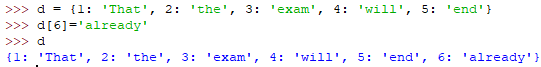 >>> d = {1: 'That', 2: 'the', 3: 'exam', 4: 'will', 5: 'end'}
>>> d[6]='already'
>>> d
{1: 'That', 2: 'the', 3: 'exam', 4: 'will', 5: 'end', 6: 'already'}